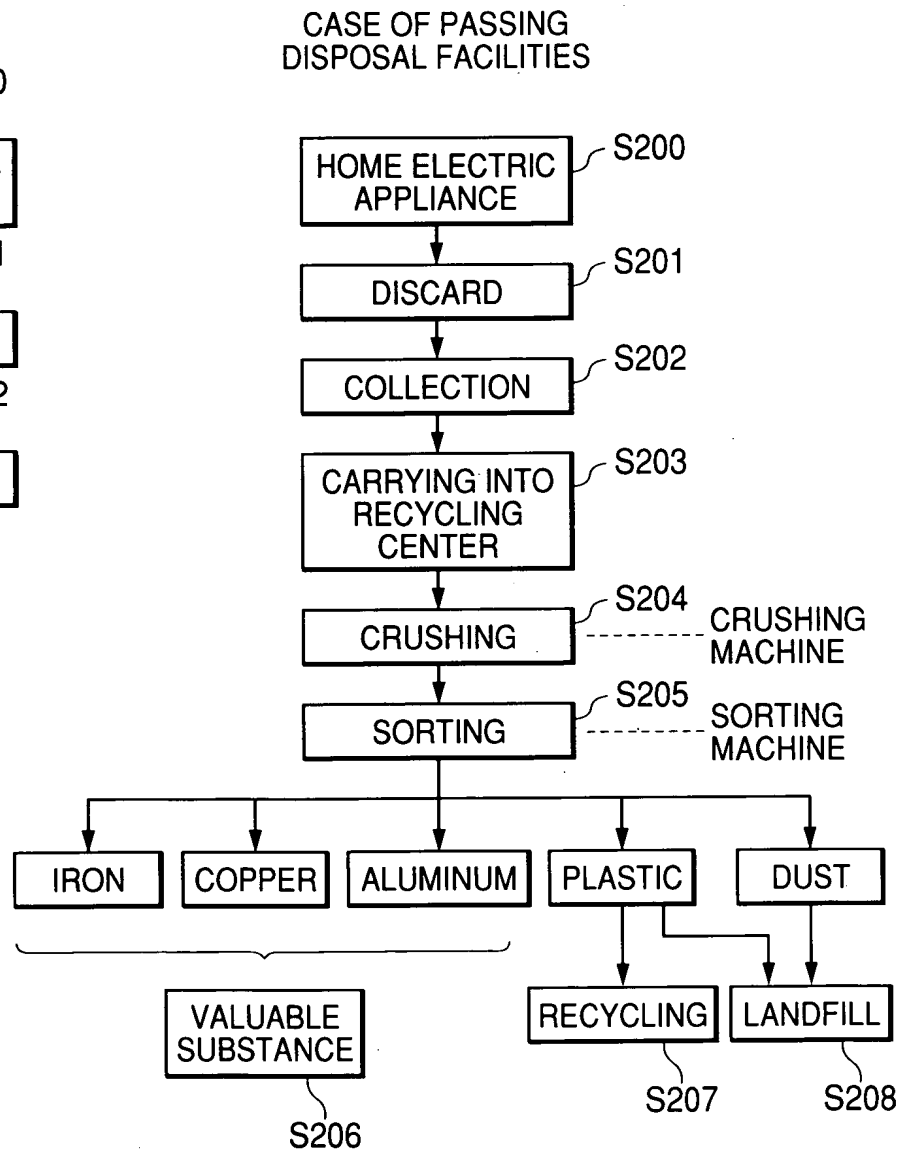 CASE OF PASSING
DISPOSAL FACILITIES
HOME ELECTRIC
APPLIANCE
S200
DISCARD
S201
COLLECTION
S202
CARRYING INTO
RECYCLING
CENTER
S203
CRUSHING
S204
CRUSHING
MACHINE
SORTING
S205
SORTING
MACHINE
IRON
COPPER
ALUMINUM
PLASTIC
DUST
VALUABLE
SUBSTANCE
S206
RECYCLING
S207
LANDFILL
S208